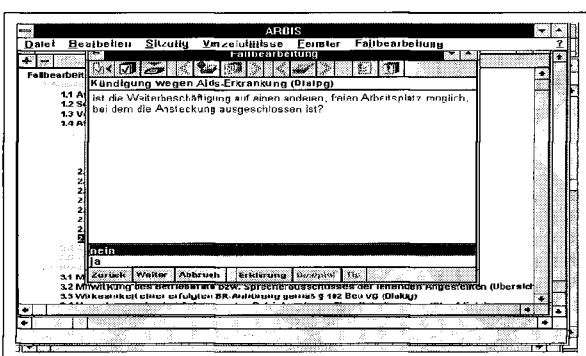 ARBIS
Datei Bearbeiten Sitzung Verzeichnisse Fenster Fallbearbeitung ?
Fallbearbeitung
Fallbearbeit
Kündigung wegen Aids-Erkrankung (Dialog)
Ist die Weiterbeschäftigung auf einen anderen, freien Arbeitsplatz möglich,
bei dem die Ansteckung ausgeschlossen ist?
1.1
1.2
1.3
1.4
nein
ja
Zurück Weiter Abbruch Erklärung Beispiel Tip
3.1
3.2 Mitwirkung des Betriebsrats bzw. Sprecherausschusses der leitenden Angestellten
3.3 Wirksamkeit einer erfolgten BR-Anhörung gemäß § 102 BetrVG (Dialog)